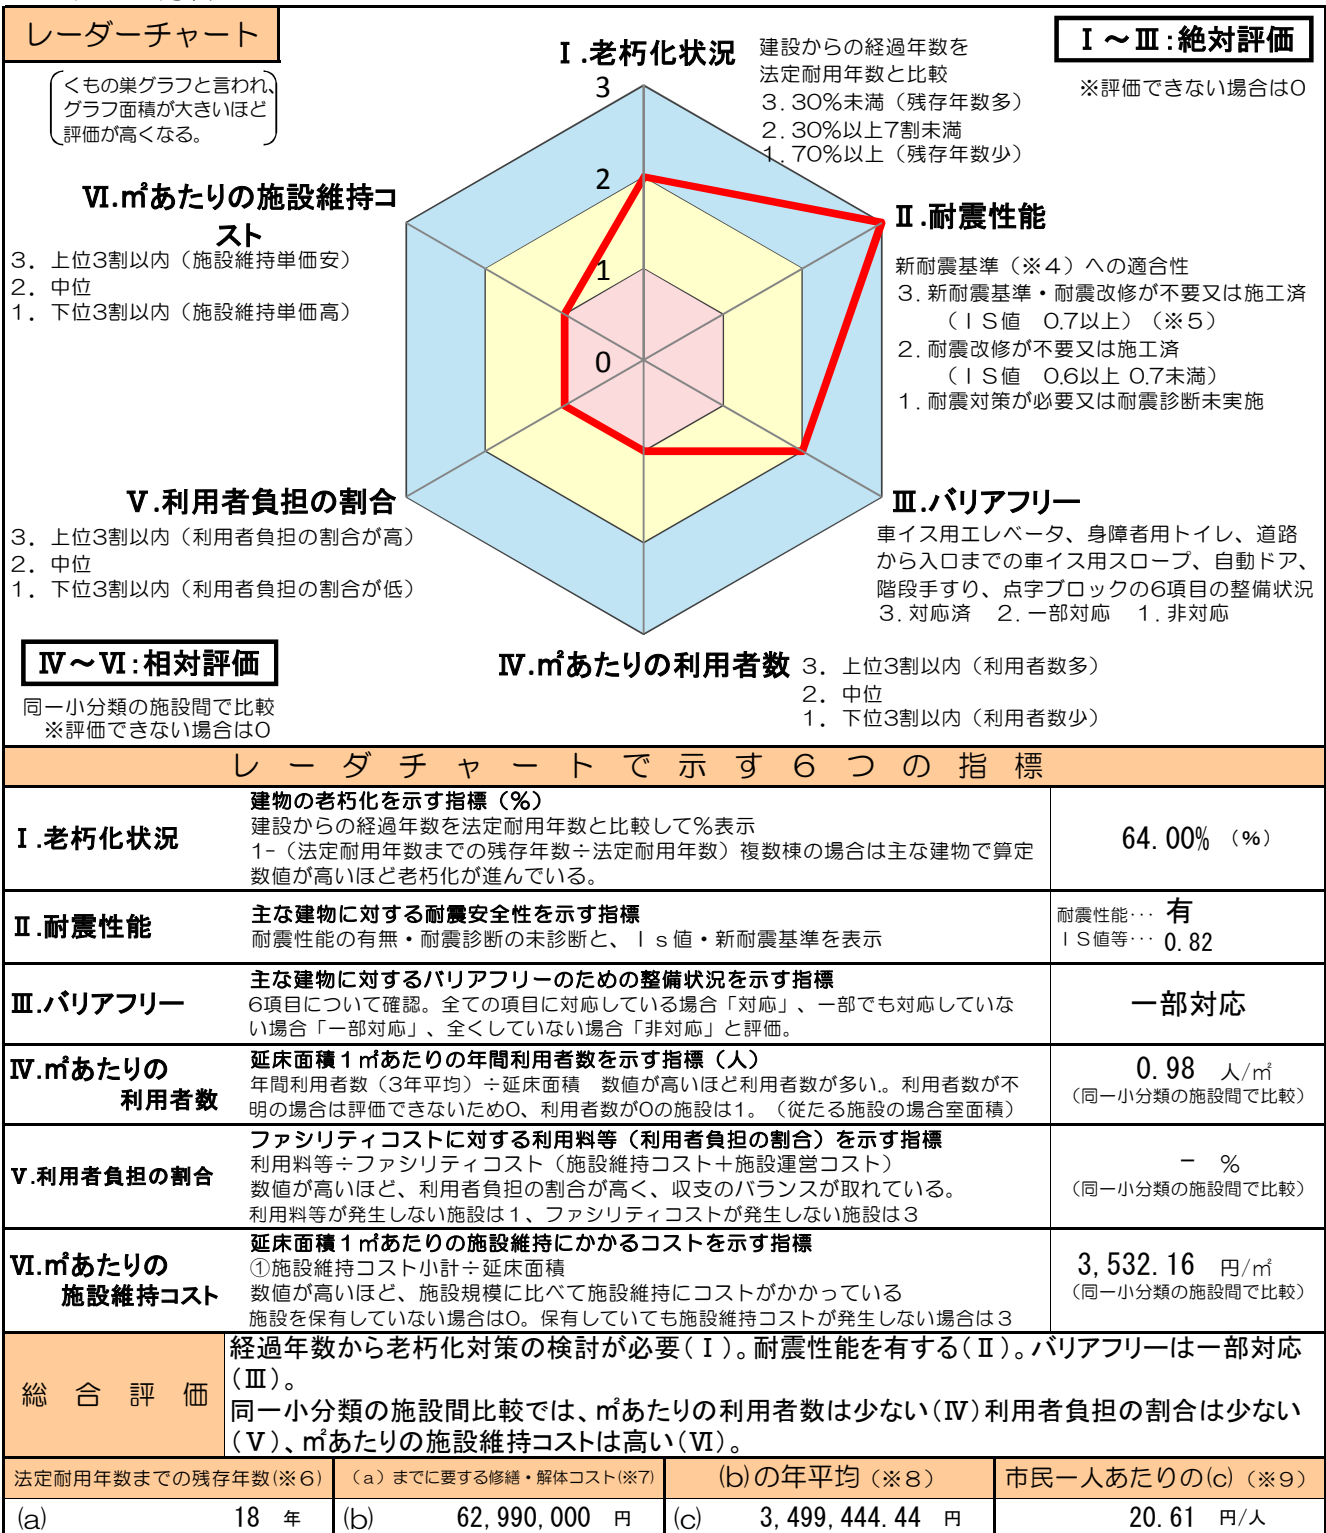 レーダーチャート
くもの巣グラフと言われ、
グラフ面積が大きいほど
評価が高くなる。
Ⅰ～Ⅲ：絶対評価
※評価できない場合は0
Ⅰ.老朽化状況
建設からの経過年数を
法定耐用年数と比較
3．30%未満（残存年数多）
2．30%以上7割未満
1．70%以上（残存年数少）
3
2
1
0
Ⅱ.耐震性能
新耐震基準（※4）への適合性
3．新耐震基準・耐震改修が不要又は施工済
（ＩＳ値　0.7以上）（※5）
2．耐震改修が不要又は施工済
（ＩＳ値　0.6以上 0.7未満）
1．耐震対策が必要又は耐震診断未実施
Ⅵ.㎡あたりの施設維持コ
スト
3．上位3割以内（施設維持単価安）
2．中位
1．下位3割以内（施設維持単価高）
Ⅴ.利用者負担の割合
3．上位3割以内（利用者負担の割合が高）
2．中位
1．下位3割以内（利用者負担の割合が低）
Ⅲ.バリアフリー
車イス用エレベータ、身障者用トイレ、道路
から入口までの車イス用スロープ、自動ドア、
階段手すり、点字ブロックの6項目の整備状況
3．対応済　2．一部対応　1．非対応
Ⅳ～Ⅵ：相対評価
同一小分類の施設間で比較
※評価できない場合は0
Ⅳ.㎡あたりの利用者数
3．上位3割以内（利用者数多）
2．中位
1．下位3割以内（利用者数少）
レーダチャートで示す6つの指標
Ⅰ.老朽化状況
建物の老朽化を示す指標（%）
建設からの経過年数を法定耐用年数と比較して%表示
1-（法定耐用年数までの残存年数÷法定耐用年数）複数棟の場合は主な建物で算定
数値が高いほど老朽化が進んでいる。
64.00% （%）
Ⅱ.耐震性能
主な建物に対する耐震安全性を示す指標
耐震性能の有無・耐震診断の未診断と、Ｉｓ値・新耐震基準を表示
耐震性能… 有
ＩＳ値等… 0.82
Ⅲ.バリアフリー
主な建物に対するバリアフリーのための整備状況を示す指標
6項目について確認。全ての項目に対応している場合「対応」、一部でも対応していな
い場合「一部対応」、全くしていない場合「非対応」と評価。
一部対応
Ⅳ.㎡あたりの
利用者数
延床面積１㎡あたりの年間利用者数を示す指標（人）
年間利用者数（3年平均）÷延床面積　数値が高いほど利用者数が多い。利用者数が不
明の場合は評価できないため0、利用者数が0の施設は1。（従たる施設の場合室面積）
0.98 人/㎡
（同一小分類の施設間で比較）
Ⅴ.利用者負担の割合
ファシリティコストに対する利用料等（利用者負担の割合）を示す指標
利用料等÷ファシリティコスト（施設維持コスト＋施設運営コスト）
数値が高いほど、利用者負担の割合が高く、収支のバランスが取れている。
利用料等が発生しない施設は１、ファシリティコストが発生しない施設は３
－ %
（同一小分類の施設間で比較）
Ⅵ.㎡あたりの
施設維持コスト
延床面積１㎡あたりの施設維持にかかるコストを示す指標
①施設維持コスト小計÷延床面積
数値が高いほど、施設規模に比べて施設維持にコストがかかっている
施設を保有していない場合は0。保有していても施設維持コストが発生しない場合は３
3,532.16 円/㎡
（同一小分類の施設間で比較）
総合評価
経過年数から老朽化対策の検討が必要(Ⅰ)。耐震性能を有する(Ⅱ)。バリアフリーは一部対応
(Ⅲ)。
同一小分類の施設間比較では、㎡あたりの利用者数は少ない(Ⅳ)利用者負担の割合は少ない
(Ⅴ)、㎡あたりの施設維持コストは高い(Ⅵ)。
法定耐用年数までの残存年数(※6)
（a）までに要する修繕・解体コスト(※7)
(b)の年平均（※8）
市民一人あたりの(c)（※9）
(a) 18 年
(b) 62,990,000 円
(c) 3,499,444.44 円
20.61 円/人